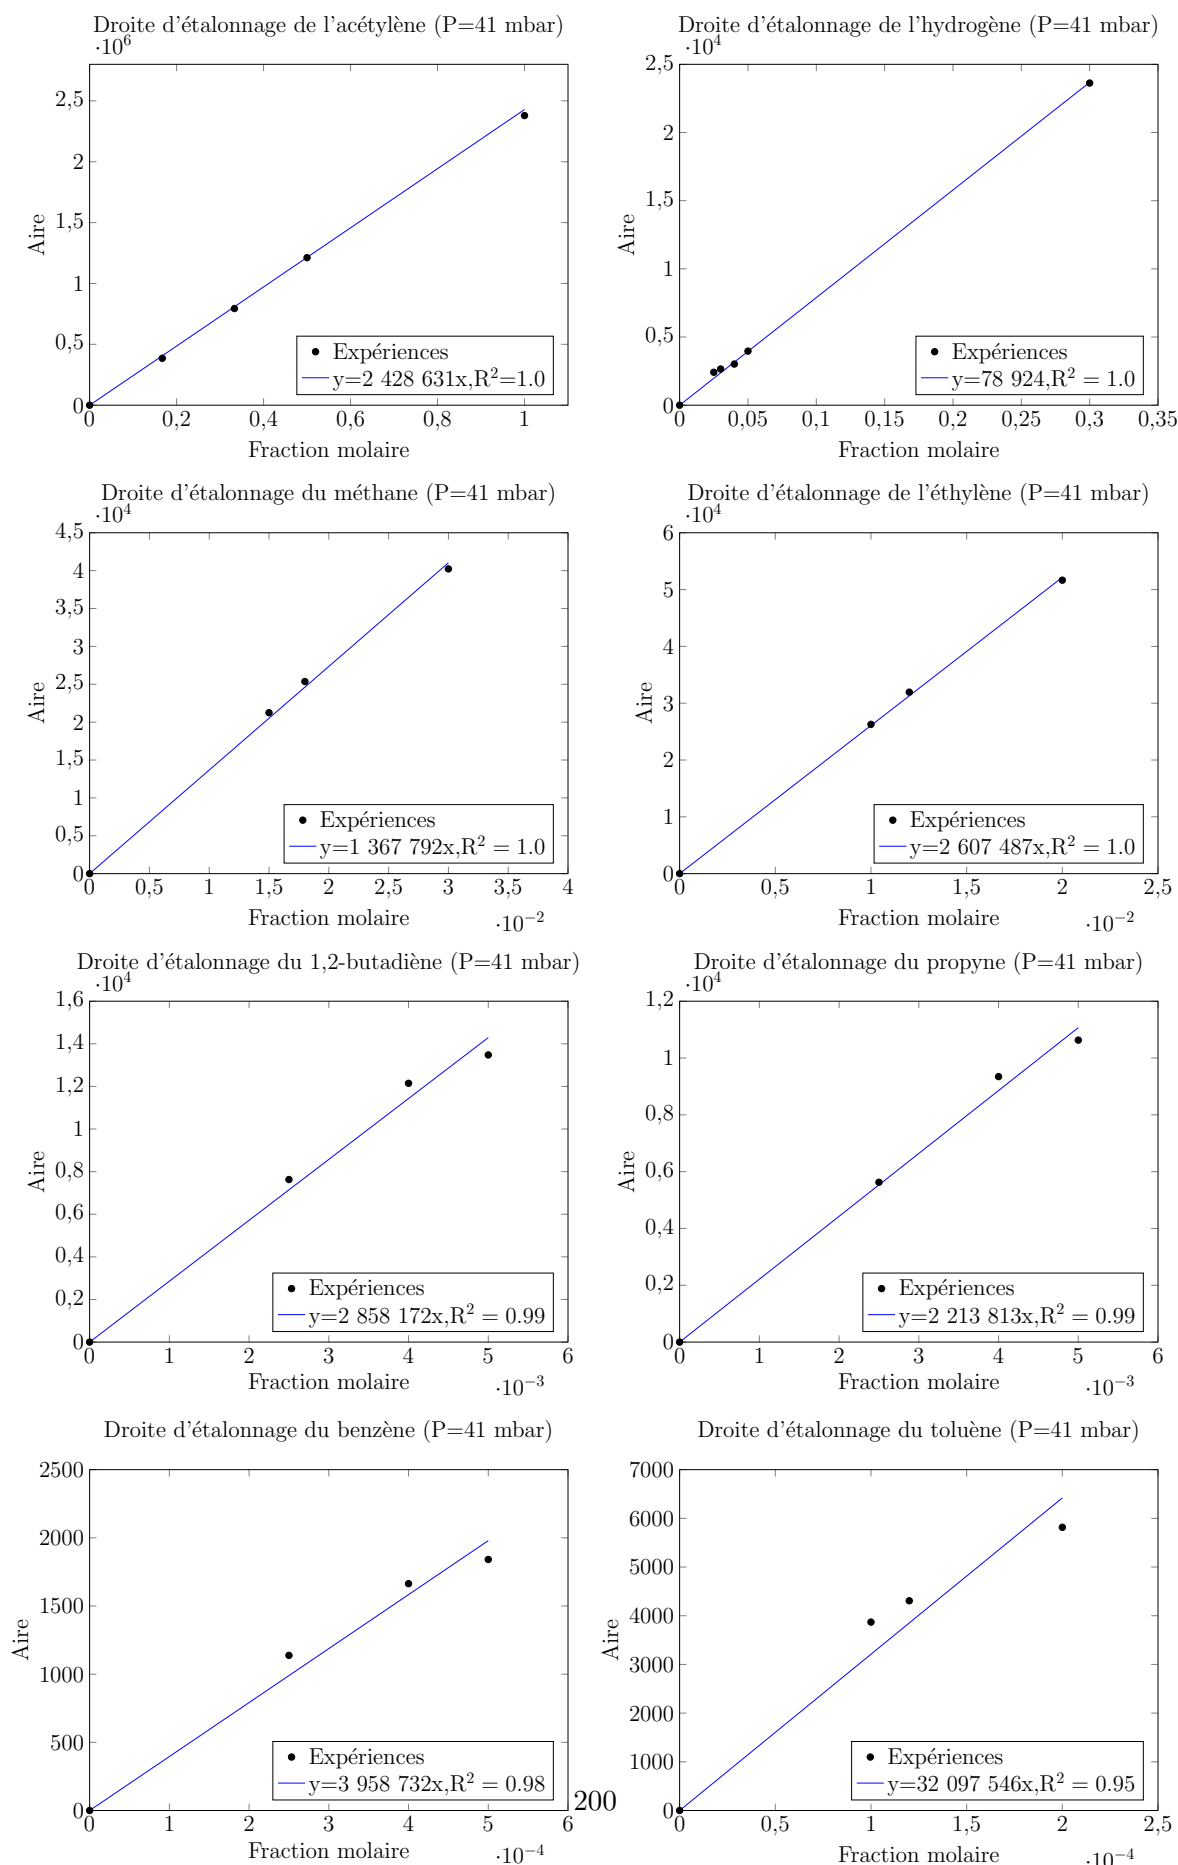 Droite d'étalonnage de l'acétylène (P=41 mbar)
·10⁶
2,5
2
1,5
1
0,5
0
Aire
Expériences
y=2 428 631x,R²=1.0
0 0,2 0,4 0,6 0,8 1
Fraction molaire
Droite d'étalonnage de l'hydrogène (P=41 mbar)
·10⁴
2,5
2
1,5
1
0,5
0
Aire
Expériences
y=78 924,R² = 1.0
0 0,05 0,1 0,15 0,2 0,25 0,3 0,35
Fraction molaire
Droite d'étalonnage du méthane (P=41 mbar)
·10⁴
4,5
4
3,5
3
2,5
2
1,5
1
0,5
0
Aire
Expériences
y=1 367 792x,R² = 1.0
0 0,5 1 1,5 2 2,5 3 3,5 4
Fraction molaire
·10⁻²
Droite d'étalonnage de l'éthylène (P=41 mbar)
·10⁴
6
5
4
3
2
1
0
Aire
Expériences
y=2 607 487x,R² = 1.0
0 0,5 1 1,5 2 2,5
Fraction molaire
·10⁻²
Droite d'étalonnage du 1,2-butadiène (P=41 mbar)
·10⁴
1,6
1,4
1,2
1
0,8
0,6
0,4
0,2
0
Aire
Expériences
y=2 858 172x,R² = 0.99
0 1 2 3 4 5 6
Fraction molaire
·10⁻³
Droite d'étalonnage du propyne (P=41 mbar)
·10⁴
1,2
1
0,8
0,6
0,4
0,2
0
Aire
Expériences
y=2 213 813x,R² = 0.99
0 1 2 3 4 5 6
Fraction molaire
·10⁻³
Droite d'étalonnage du benzène (P=41 mbar)
2500
2000
1500
1000
500
0
Aire
Expériences
y=3 958 732x,R² = 0.98
0 1 2 3 4 5 6
Fraction molaire
·10⁻⁴
Droite d'étalonnage du toluène (P=41 mbar)
7000
6000
5000
4000
3000
2000
1000
0
Aire
Expériences
y=32 097 546x,R² = 0.95
0 0,5 1 1,5 2 2,5
Fraction molaire
·10⁻⁴
200